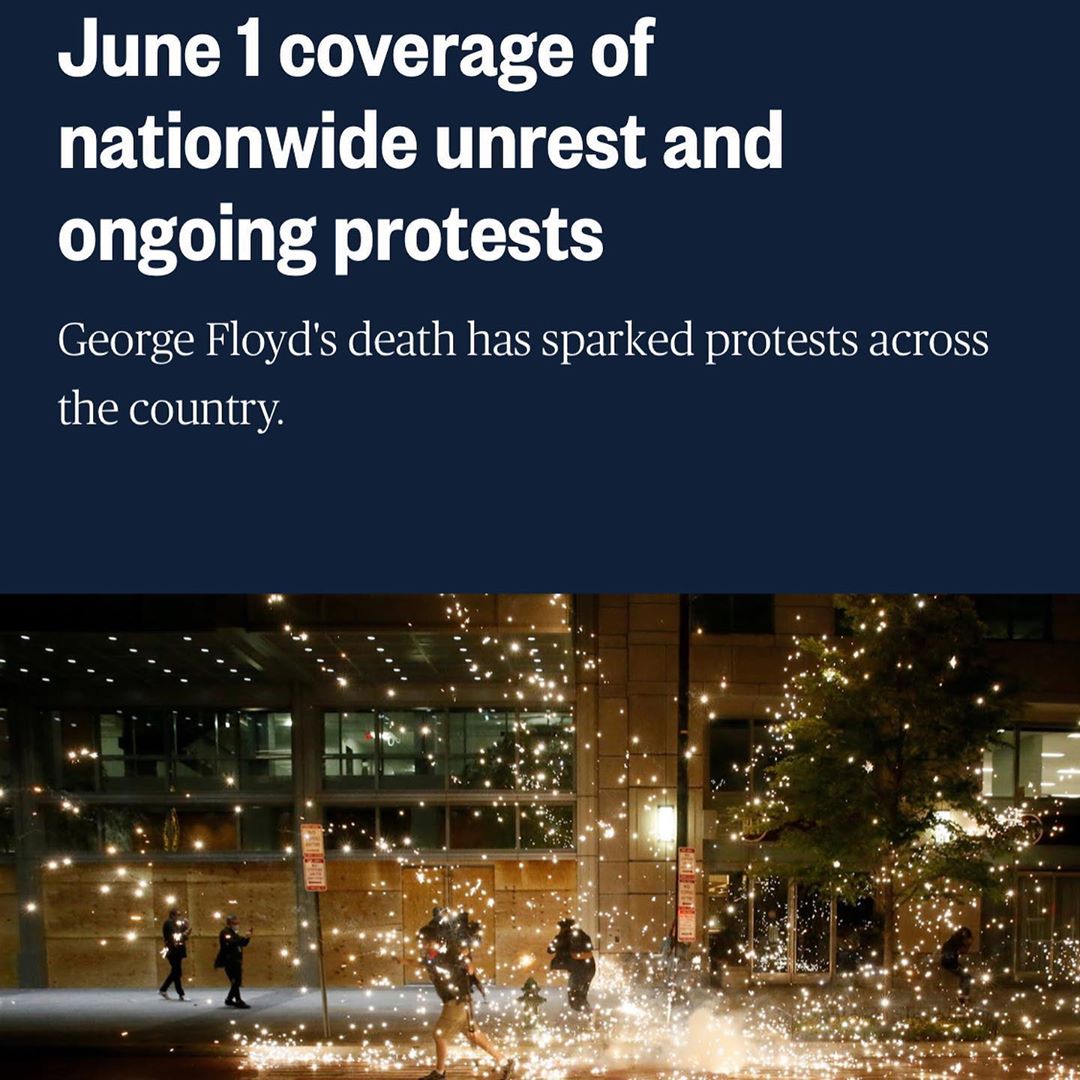 June 1 coverage of
nationwide unrest and
ongoing protests
George Floyd's death has sparked protests across
the country.